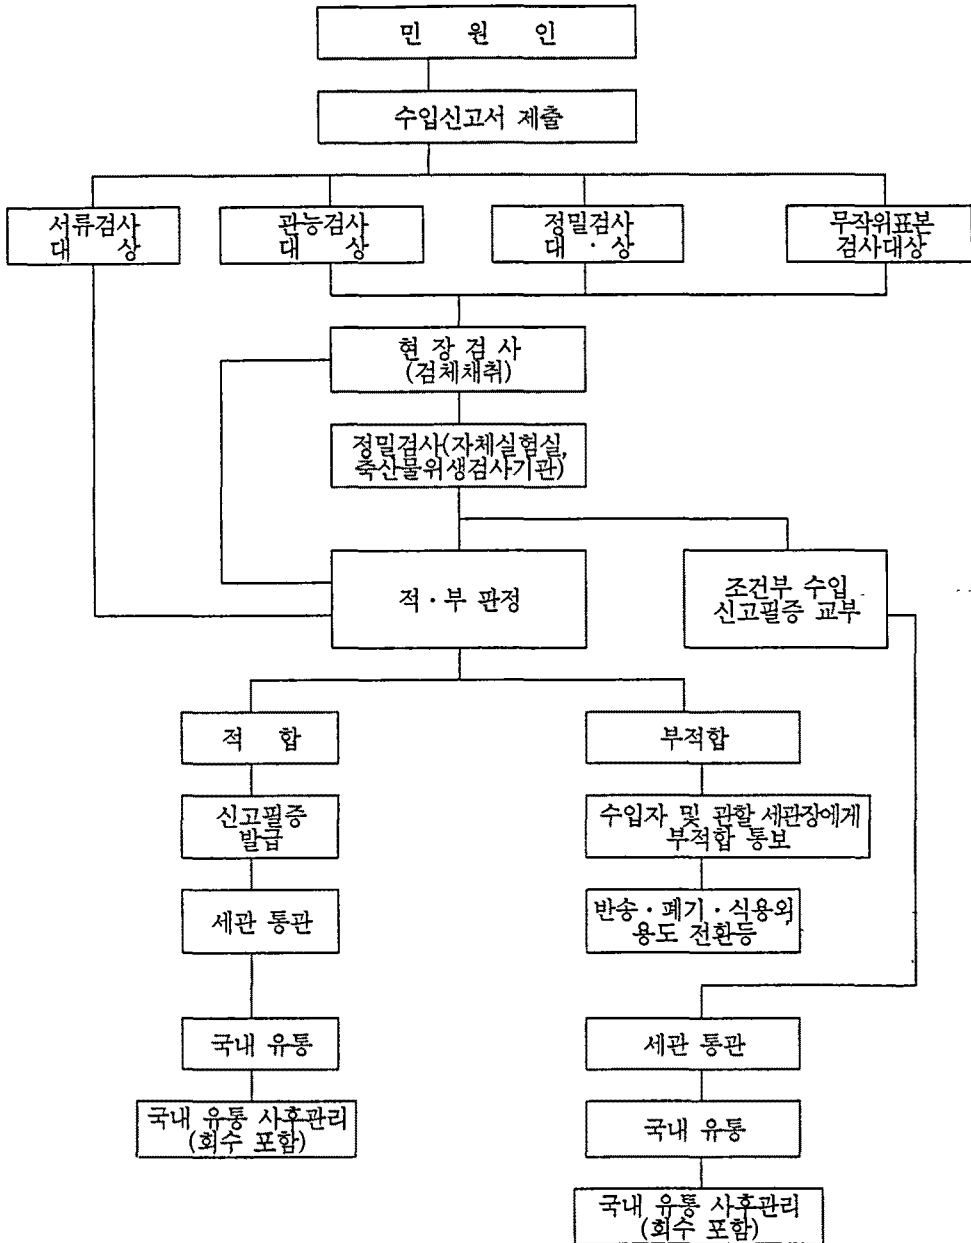 민 원 인
수입신고서 제출
서류검사
대 상
관능검사
대 상
정밀검사
대 · 상
무작위표본
검사대상
현 장 검 사
(검체채취)
정밀검사(자체실험실,
축산물위생검사기관)
적·부 판정
조건부 수입
신고필증 교부
적 합
부적합
신고필증
발급
수입자 및 관할 세관장에게
부적합 통보
세관 통관
반송·폐기·식용외
용도 전환등
국내 유통
세관 통관
국내 유통 사후관리
(회수 포함)
국내 유통
국내 유통 사후관리
(회수 포함)